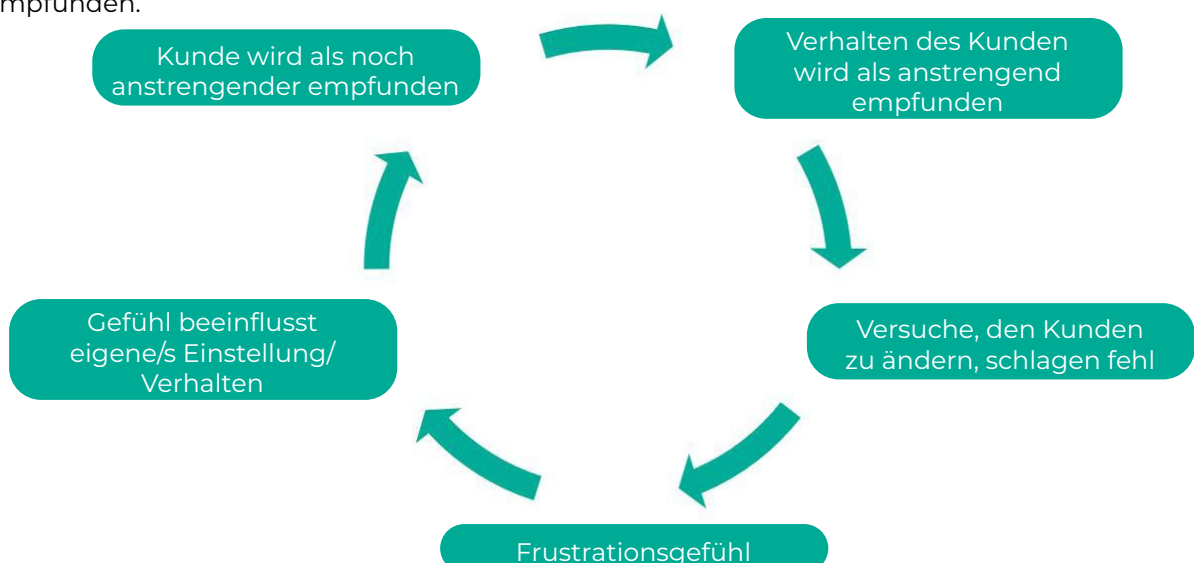 Kunde wird als noch
anstrengender empfunden
Verhalten des Kunden
wird als anstrengend
empfunden
Versuche, den Kunden
zu ändern, schlagen fehl
Frustrationsgefühl
Gefühl beeinflusst
eigene/s Einstellung/
Verhalten